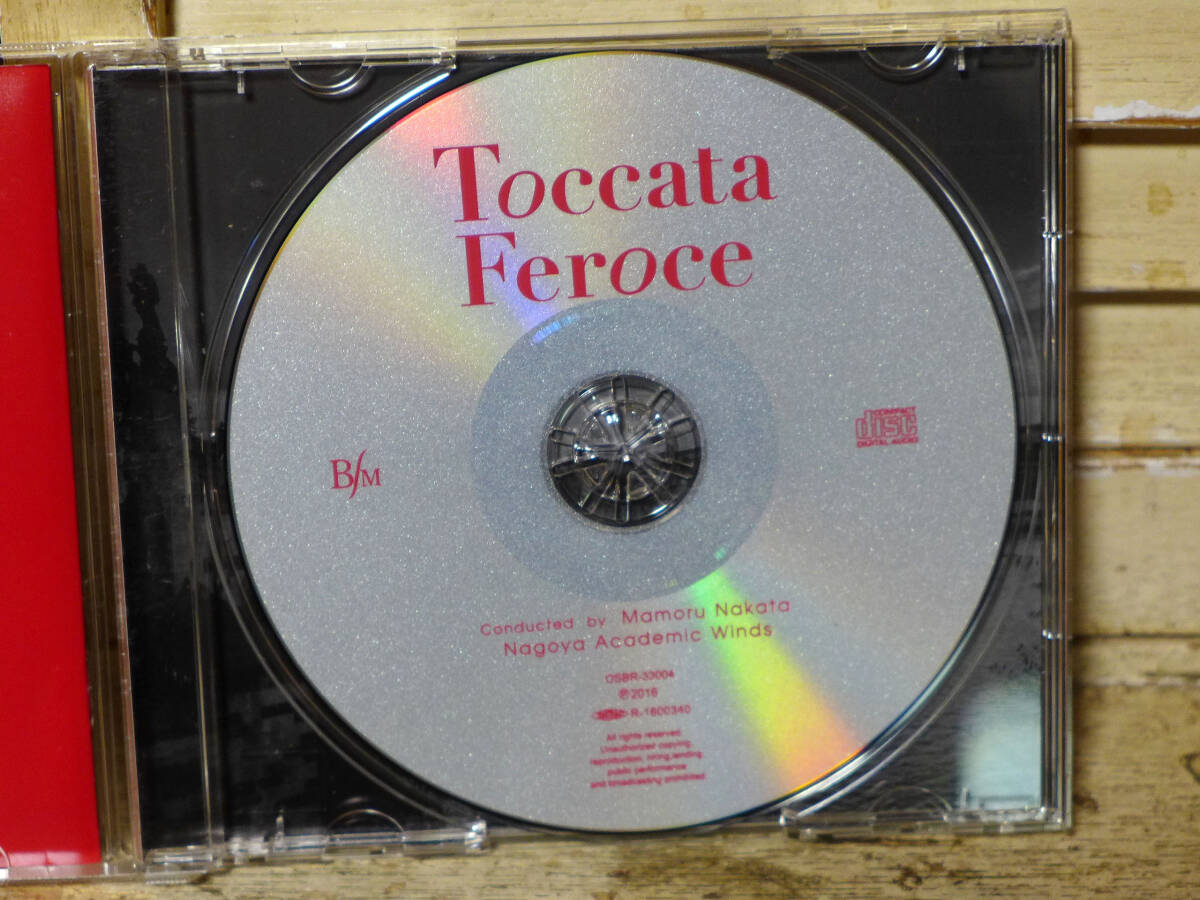 Toccata
Feroce
COMPACT
disc
DIGITAL AUDIO
BfM
Conducted by Mamoru Nakata
Nagoya Academic Winds
OSBR-33004
℗2016
R-1600340
All rights reserved.
Unauthorized copying,
reproduction, hiring, lending,
public performance
and broadcasting prohibited.